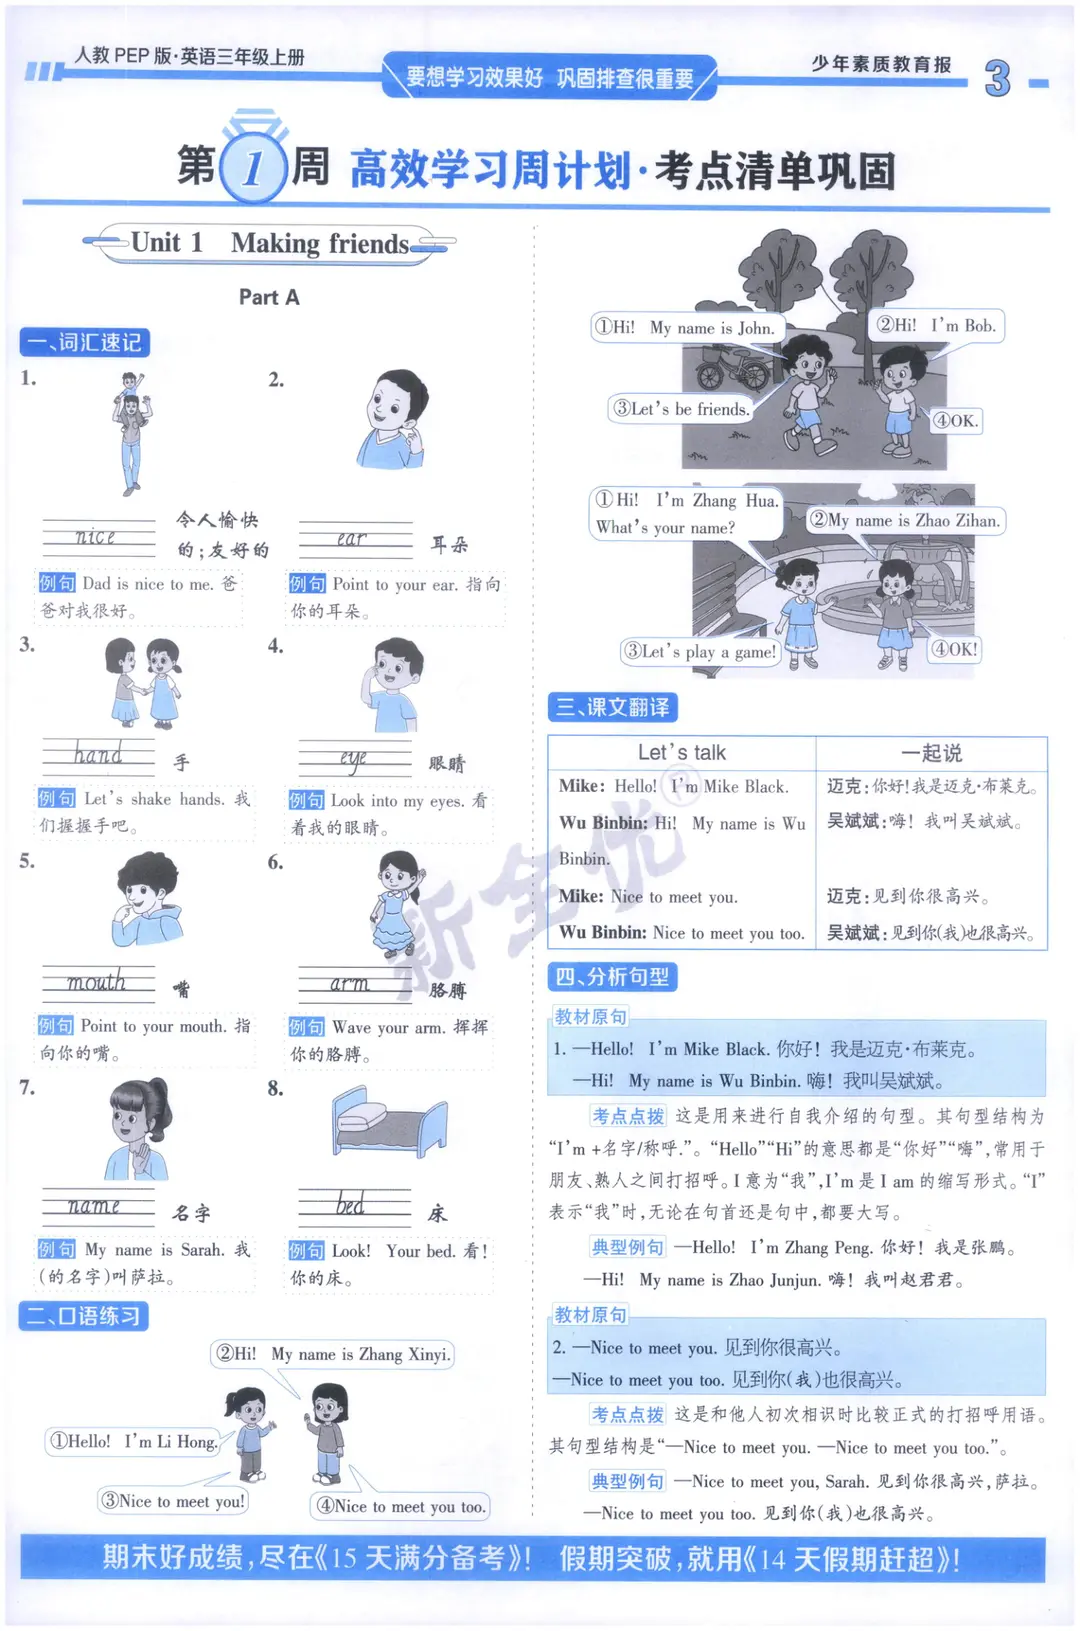 人教 PEP 版·英语三年级上册
要想学习效果好 巩固排查很重要
少年素质教育报
3
第1周 高效学习周计划·考点清单巩固
Unit 1 Making friends
Part A
一、词汇速记
1.
nice
令人愉快
的;友好的
例句 Dad is nice to me. 爸
爸对我很好。
2.
ear
耳朵
例句 Point to your ear. 指向
你的耳朵。
3.
hand
手
例句 Let's shake hands. 我
们握握手吧。
4.
eye
眼睛
例句 Look into my eyes. 看
着我的眼睛。
5.
mouth
嘴
例句 Point to your mouth. 指
向你的嘴。
6.
arm
胳膊
例句 Wave your arm. 挥挥
你的胳膊。
7.
name
名字
例句 My name is Sarah. 我
(的名字)叫萨拉。
8.
bed
床
例句 Look! Your bed. 看!
你的床。
二、口语练习
②Hi! My name is Zhang Xinyi.
①Hello! I'm Li Hong.
③Nice to meet you!
④Nice to meet you too.
①Hi! My name is John.
②Hi! I'm Bob.
③Let's be friends.
④OK.
①Hi! I'm Zhang Hua.
What's your name?
②My name is Zhao Zihan.
③Let's play a game!
④OK!
三、课文翻译
Let's talk 一起说
Mike: Hello! I'm Mike Black. 迈克:你好!我是迈克·布莱克。
Wu Binbin: Hi! My name is Wu 吴斌斌:嗨! 我叫吴斌斌。
Binbin.
Mike: Nice to meet you. 迈克:见到你很高兴。
Wu Binbin: Nice to meet you too. 吴斌斌:见到你(我)也很高兴。
新全优
四、分析句型
教材原句
1. —Hello! I'm Mike Black. 你好! 我是迈克·布莱克。
—Hi! My name is Wu Binbin. 嗨! 我叫吴斌斌。
考点点拨 这是用来进行自我介绍的句型。其句型结构为
“I'm +名字/称呼.”。“Hello”“Hi”的意思都是“你好”“嗨”,常用于
朋友、熟人之间打招呼。I 意为“我”,I'm 是 I am 的缩写形式。“I”
表示“我”时,无论在句首还是句中,都要大写。
典型例句 —Hello! I'm Zhang Peng. 你好! 我是张鹏。
—Hi! My name is Zhao Junjun. 嗨! 我叫赵君君。
教材原句
2. —Nice to meet you. 见到你很高兴。
—Nice to meet you too. 见到你(我)也很高兴。
考点点拨 这是和他人初次相识时比较正式的打招呼用语。
其句型结构是“—Nice to meet you. —Nice to meet you too.”。
典型例句 —Nice to meet you, Sarah. 见到你很高兴,萨拉。
—Nice to meet you too. 见到你(我)也很高兴。
期末好成绩,尽在《15 天满分备考》! 假期突破,就用《14 天假期赶超》!